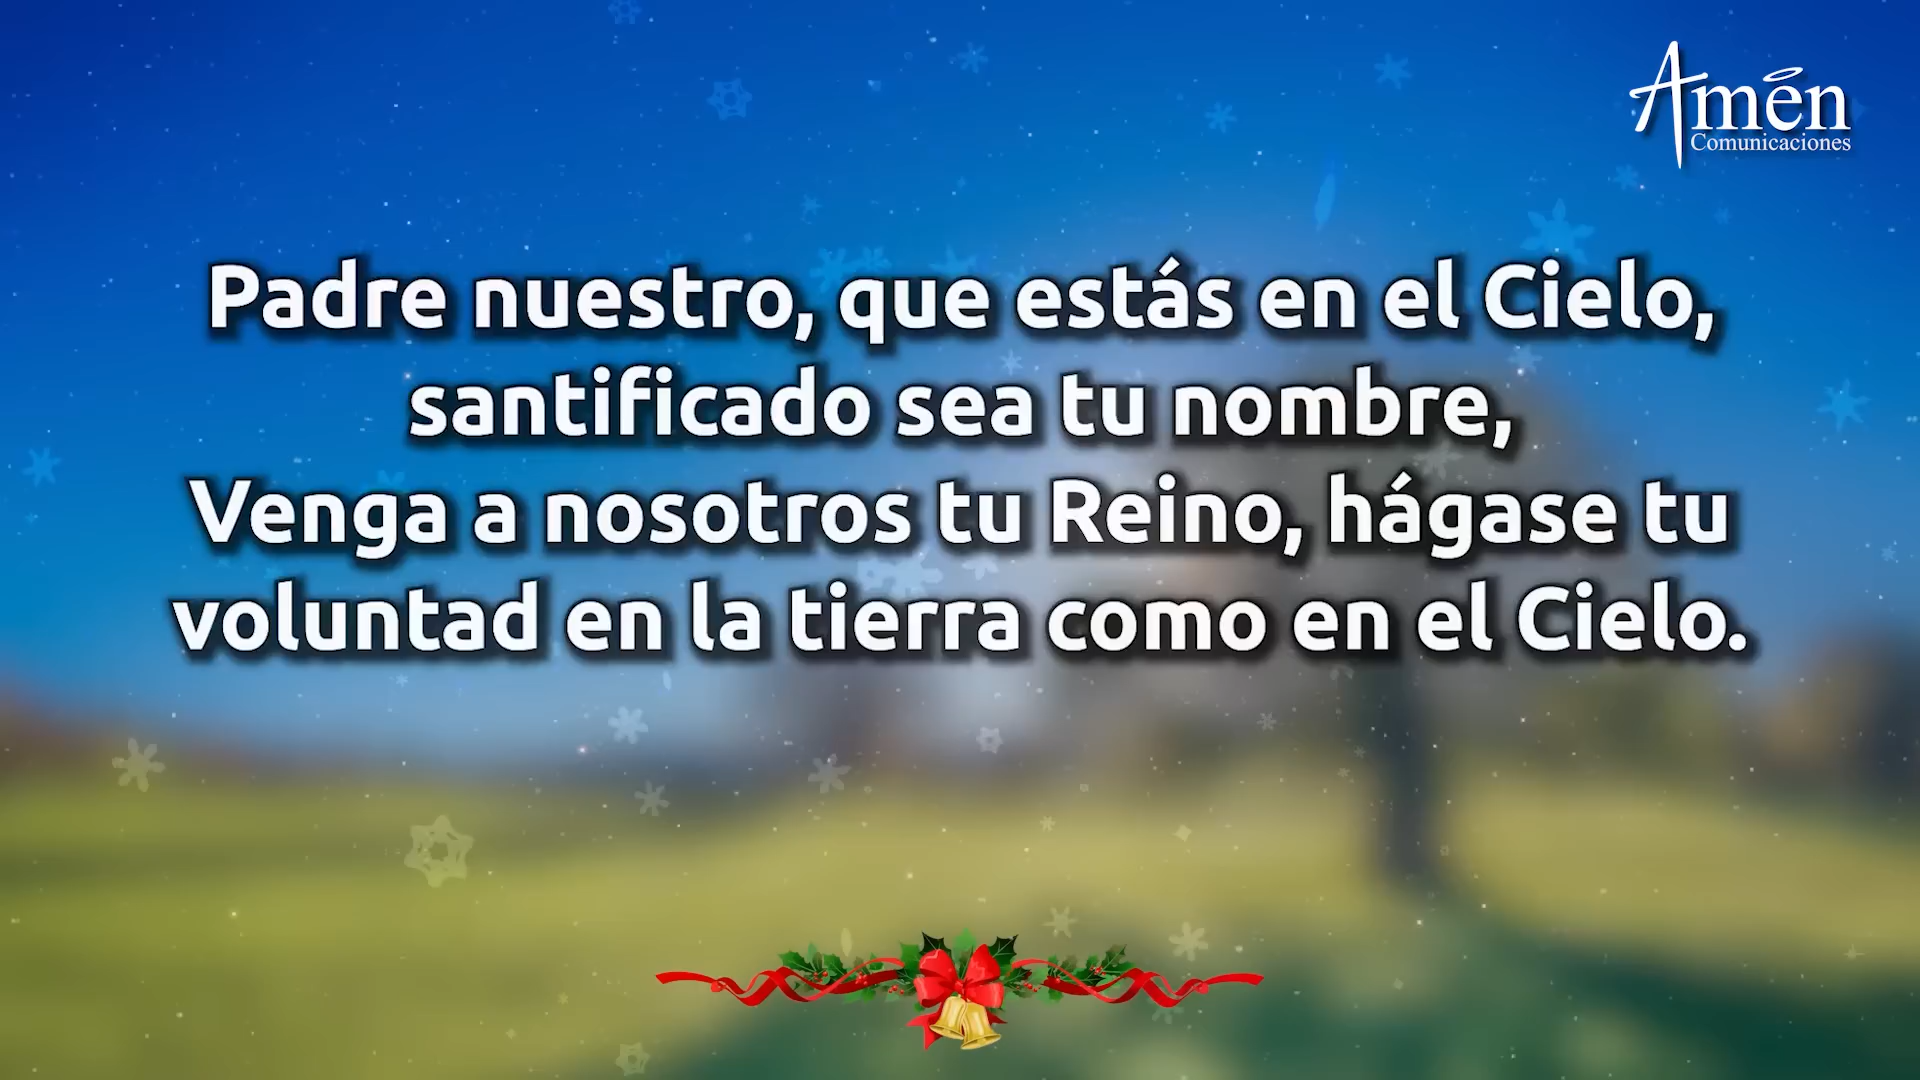 Amén
Comunicaciones
Padre nuestro, que estás en el Cielo,
santificado sea tu nombre,
Venga a nosotros tu Reino, hágase tu
voluntad en la tierra como en el Cielo.